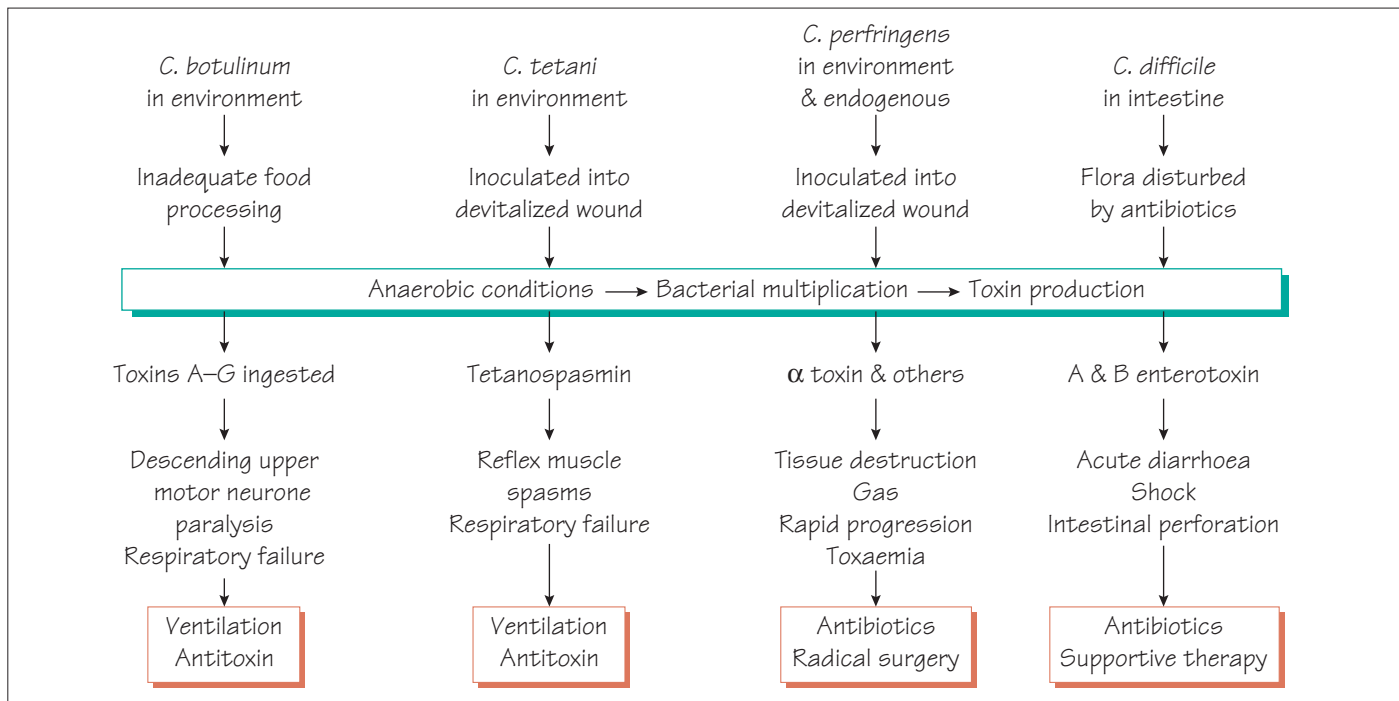 C. botulinum
in environment
Inadequate food
processing
C. tetani
in environment
Inoculated into
devitalized wound
C. perfringens
in environment
& endogenous
Inoculated into
devitalized wound
C. difficile
in intestine
Flora disturbed
by antibiotics
Anaerobic conditions → Bacterial multiplication → Toxin production
Toxins A–G ingested
Descending upper
motor neurone
paralysis
Respiratory failure
Ventilation
Antitoxin
Tetanospasmin
Reflex muscle
spasms
Respiratory failure
Ventilation
Antitoxin
α toxin & others
Tissue destruction
Gas
Rapid progression
Toxaemia
Antibiotics
Radical surgery
A & B enterotoxin
Acute diarrhoea
Shock
Intestinal perforation
Antibiotics
Supportive therapy